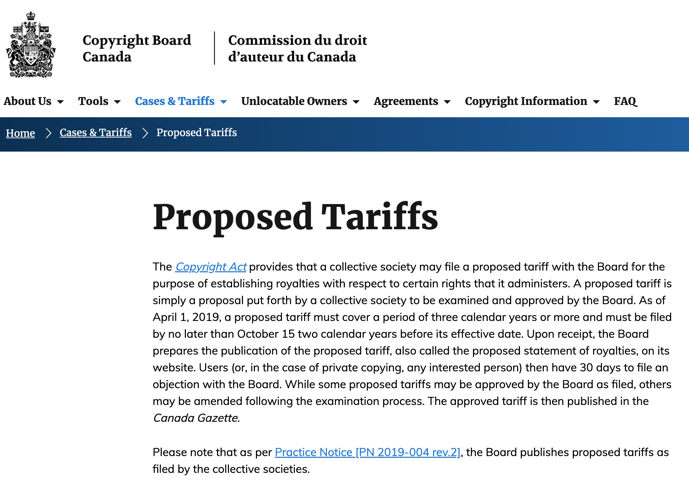 Copyright Board
Canada
Commission du droit
d'auteur du Canada
About Us Tools Cases & Tariffs Unlocatable Owners Agreements Copyright Information FAQ
Home Cases & Tariffs Proposed Tariffs
Proposed Tariffs
The Copyright Act provides that a collective society may file a proposed tariff with the Board for the
purpose of establishing royalties with respect to certain rights that it administers. A proposed tariff is
simply a proposal put forth by a collective society to be examined and approved by the Board. As of
April 1, 2019, a proposed tariff must cover a period of three calendar years or more and must be filed
by no later than October 15 two calendar years before its effective date. Upon receipt, the Board
prepares the publication of the proposed tariff, also called the proposed statement of royalties, on its
website. Users (or, in the case of private copying, any interested person) then have 30 days to file an
objection with the Board. While some proposed tariffs may be approved by the Board as filed, others
may be amended following the examination process. The approved tariff is then published in the
Canada Gazette.
Please note that as per Practice Notice [PN 2019-004 rev.2], the Board publishes proposed tariffs as
filed by the collective societies.